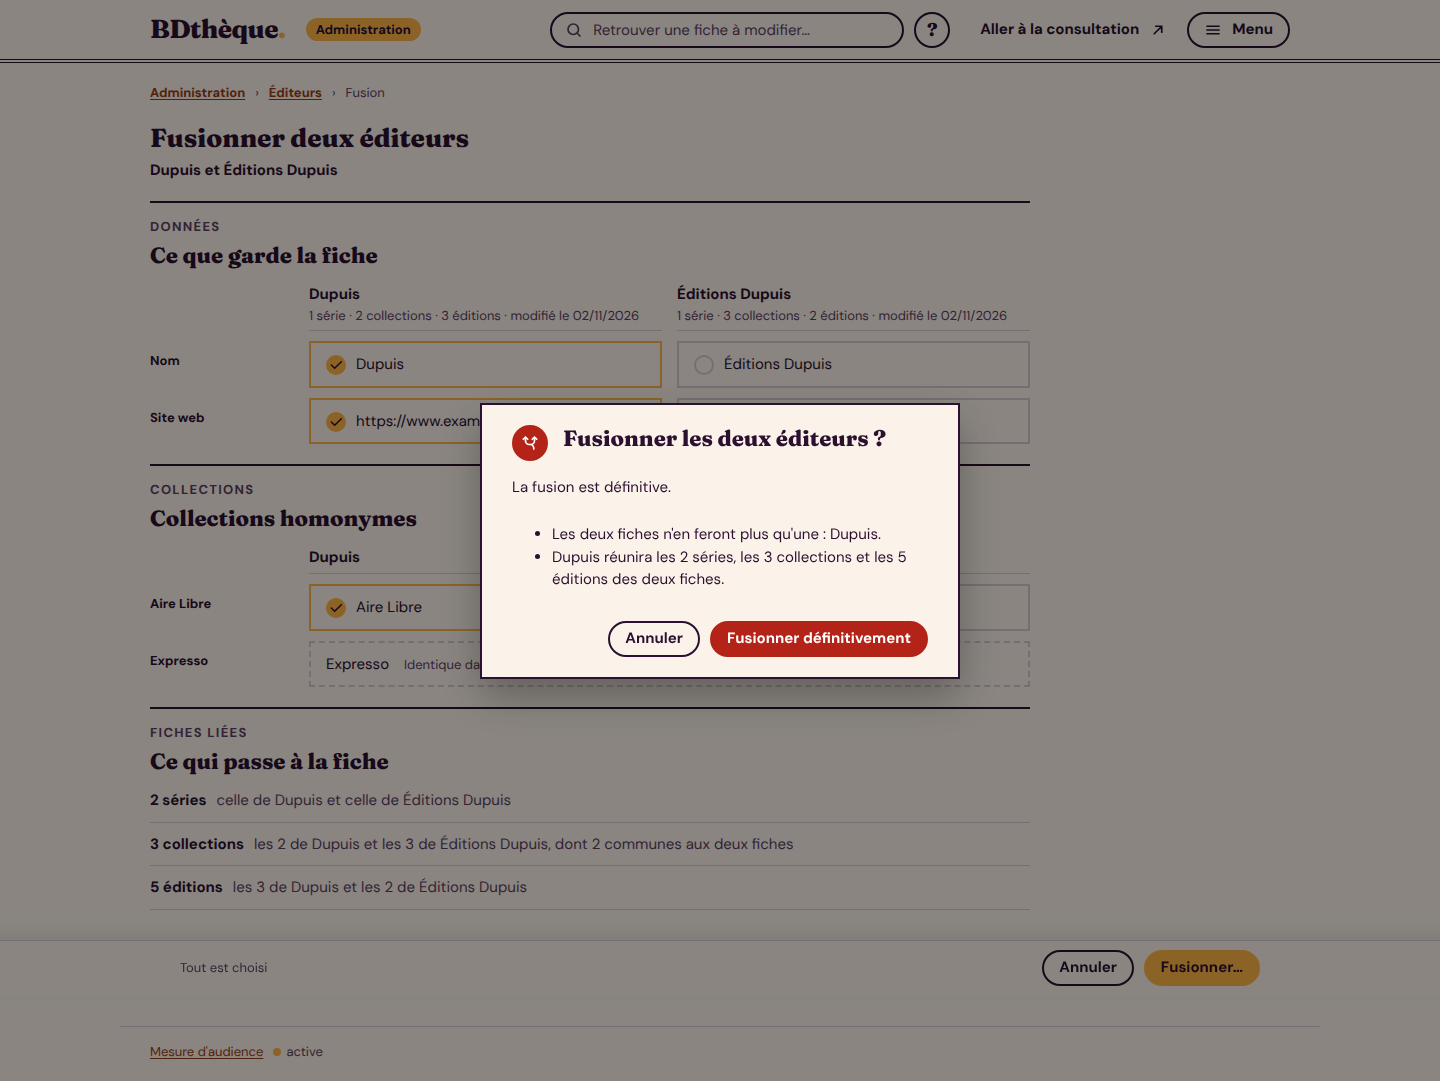 BDthèque.
Administration
Retrouver une fiche à modifier...
?
Aller à la consultation
Menu
Administration › Éditeurs › Fusion
Fusionner deux éditeurs
Dupuis et Éditions Dupuis
DONNÉES
Ce que garde la fiche
Dupuis
Éditions Dupuis
1 série · 2 collections · 3 éditions · modifié le 02/11/2026
1 série · 3 collections · 2 éditions · modifié le 02/11/2026
Nom
Dupuis
Éditions Dupuis
Site web
https://www.exam
Fusionner les deux éditeurs ?
La fusion est définitive.
Les deux fiches n'en feront plus qu'une : Dupuis.
Dupuis réunira les 2 séries, les 3 collections et les 5
éditions des deux fiches.
Annuler
Fusionner définitivement
COLLECTIONS
Collections homonymes
Dupuis
Aire Libre
Aire Libre
Expresso
Expresso
Identique da
FICHES LIÉES
Ce qui passe à la fiche
2 séries celle de Dupuis et celle de Éditions Dupuis
3 collections les 2 de Dupuis et les 3 de Éditions Dupuis, dont 2 communes aux deux fiches
5 éditions les 3 de Dupuis et les 2 de Éditions Dupuis
Tout est choisi
Annuler
Fusionner...
Mesure d'audience
active